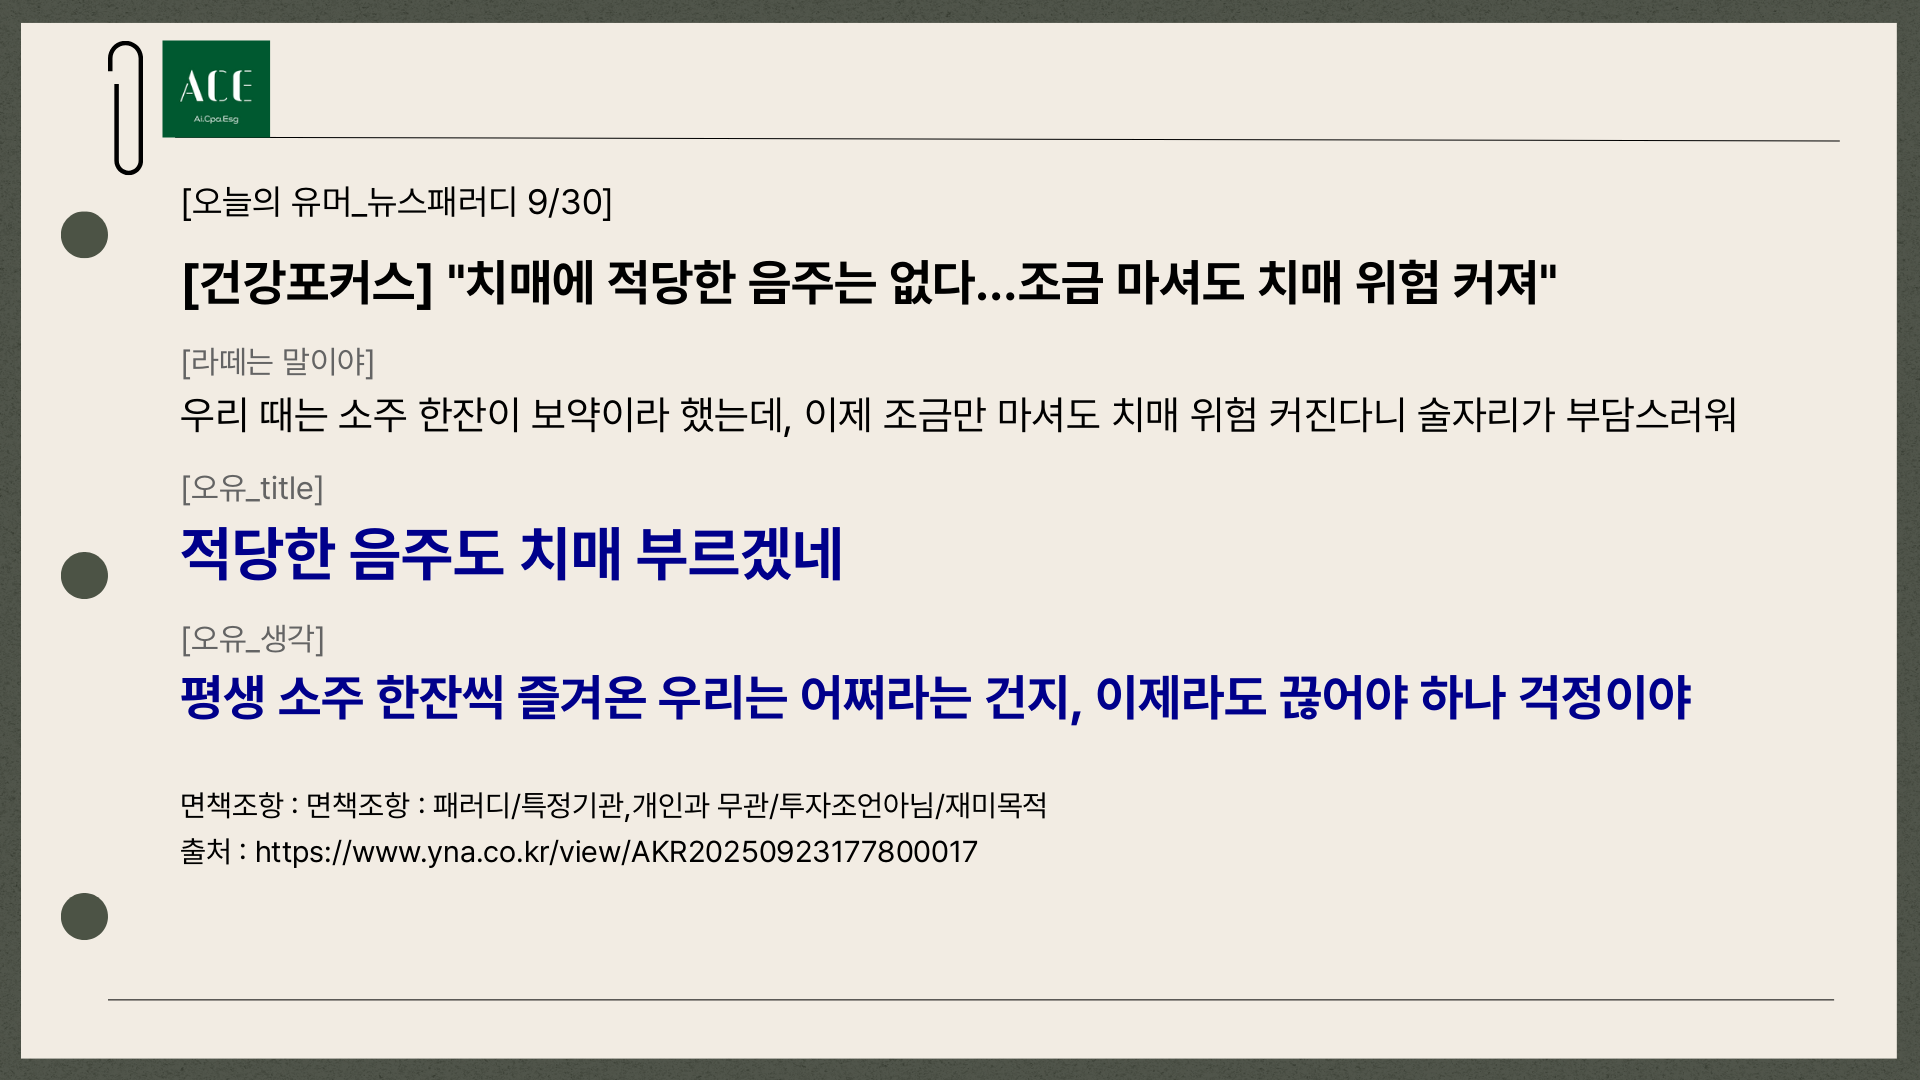 ACE
Ai.Cpa.Esg
[오늘의 유머_뉴스패러디 9/30]
[건강포커스] "치매에 적당한 음주는 없다…조금 마셔도 치매 위험 커져"
[라떼는 말이야]
우리 때는 소주 한잔이 보약이라 했는데, 이제 조금만 마셔도 치매 위험 커진다니 술자리가 부담스러워
[오유_title]
적당한 음주도 치매 부르겠네
[오유_생각]
평생 소주 한잔씩 즐겨온 우리는 어쩌라는 건지, 이제라도 끊어야 하나 걱정이야
면책조항 : 면책조항 : 패러디/특정기관,개인과 무관/투자조언아님/재미목적
출처 : https://www.yna.co.kr/view/AKR20250923177800017